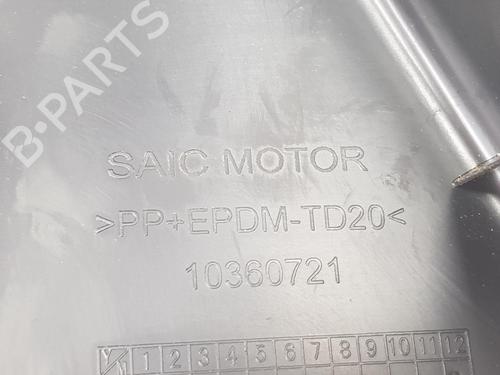 B-PARTS
SAIC MOTOR
>PP+EPDM-TD20<
10360721
Y 1 2 3 4 5 6 7 8 9 10 11 12